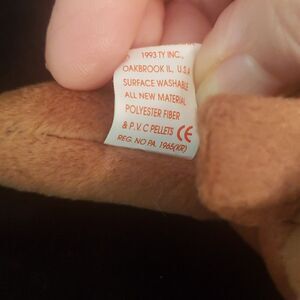 1993 TY INC.,
OAKBROOK IL, U.S.A
SURFACE WASHABLE
ALL NEW MATERIAL
POLYESTER FIBER
& P.V.C PELLETS CE
REG. NO PA. 1965(KR)